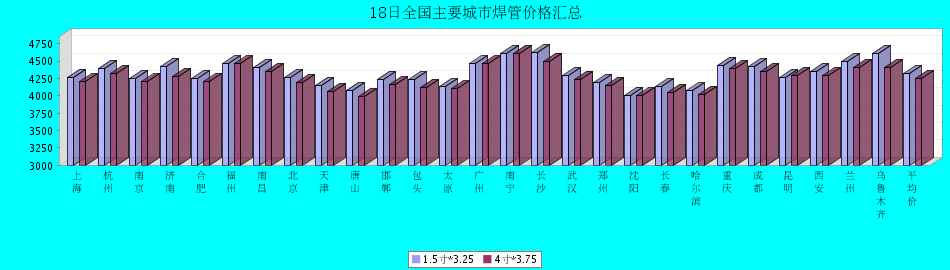 18日全国主要城市焊管价格汇总
4750
4500
4250
4000
3750
3500
3250
3000
上海
杭州
南京
济南
合肥
福州
南昌
北京
天津
唐山
邯郸
包头
太原
广州
南宁
长沙
武汉
郑州
沈阳
长春
哈尔滨
重庆
成都
昆明
西安
兰州
乌鲁木齐
平均价
1.5寸*3.25
4寸*3.75